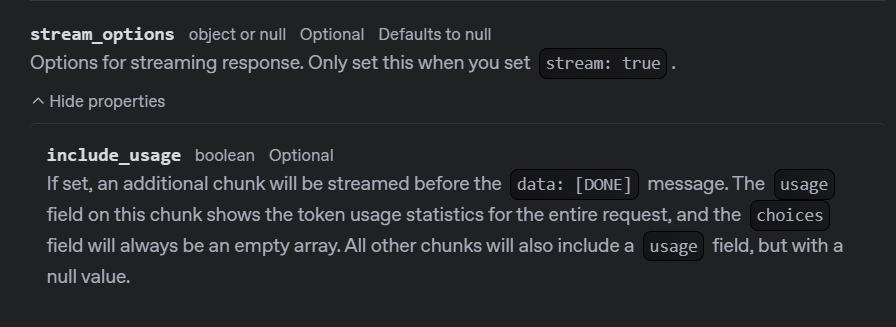 stream_options object or null Optional Defaults to null
Options for streaming response. Only set this when you set stream: true .
Hide properties
include_usage boolean Optional
If set, an additional chunk will be streamed before the data: [DONE] message. The usage
field on this chunk shows the token usage statistics for the entire request, and the choices
field will always be an empty array. All other chunks will also include a usage field, but with a
null value.